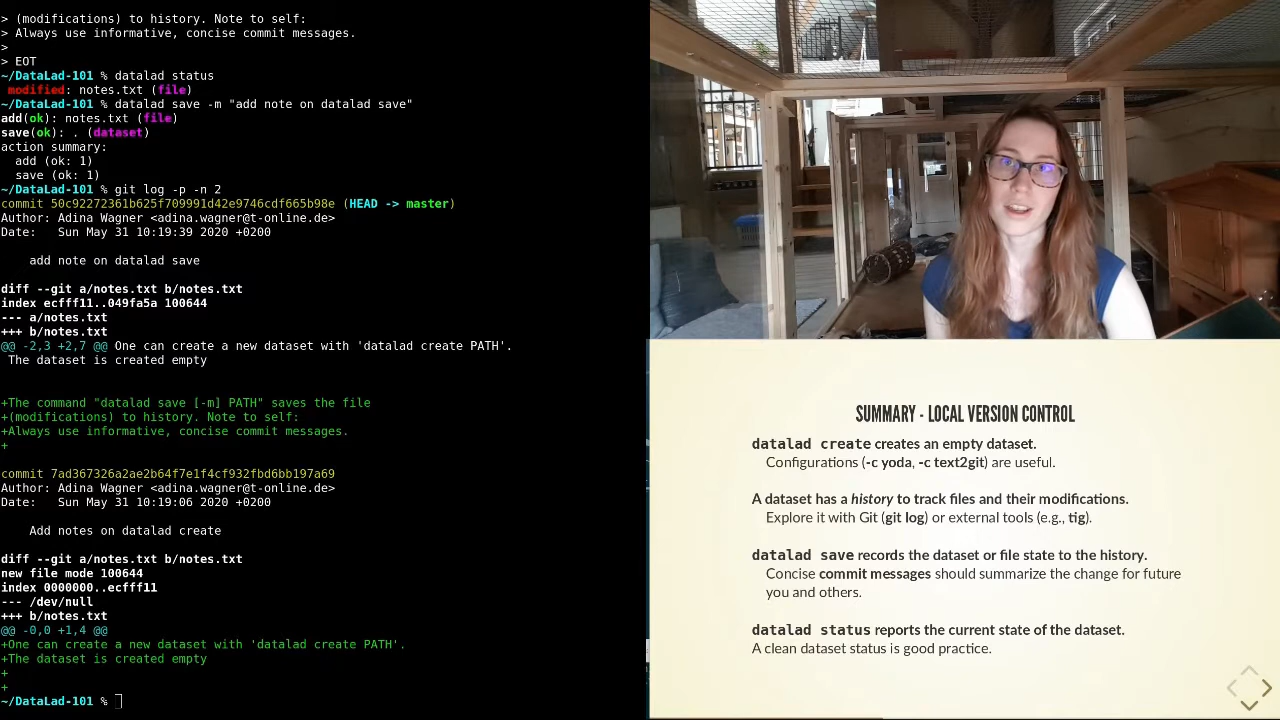 > (modifications) to history. Note to self:
> Always use informative, concise commit messages.
>
> EOT
~/DataLad-101 % datalad status
modified: notes.txt (file)
~/DataLad-101 % datalad save -m "add note on datalad save"
add(ok): notes.txt (file)
save(ok): . (dataset)
action summary:
add (ok: 1)
save (ok: 1)
~/DataLad-101 % git log -p -n 2
commit 50c92272361b625f709991d42e9746cdf665b98e (HEAD -> master)
Author: Adina Wagner <adina.wagner@t-online.de>
Date:   Sun May 31 10:19:39 2020 +0200
add note on datalad save
diff --git a/notes.txt b/notes.txt
index ecfff11..049fa5a 100644
--- a/notes.txt
+++ b/notes.txt
@@ -2,3 +2,7 @@ One can create a new dataset with 'datalad create PATH'.
The dataset is created empty
+The command "datalad save [-m] PATH" saves the file
+(modifications) to history. Note to self:
+Always use informative, concise commit messages.
+
commit 7ad367326a2ae2b64f7e1f4cf932fbd6bb197a69
Author: Adina Wagner <adina.wagner@t-online.de>
Date:   Sun May 31 10:19:06 2020 +0200
Add notes on datalad create
diff --git a/notes.txt b/notes.txt
new file mode 100644
index 0000000..ecfff11
--- /dev/null
+++ b/notes.txt
@@ -0,0 +1,4 @@
+One can create a new dataset with 'datalad create PATH'.
+The dataset is created empty
+
+
~/DataLad-101 %
SUMMARY - LOCAL VERSION CONTROL
datalad create creates an empty dataset.
Configurations (-c yoda, -c text2git) are useful.
A dataset has a history to track files and their modifications.
Explore it with Git (git log) or external tools (e.g., tig).
datalad save records the dataset or file state to the history.
Concise commit messages should summarize the change for future
you and others.
datalad status reports the current state of the dataset.
A clean dataset status is good practice.